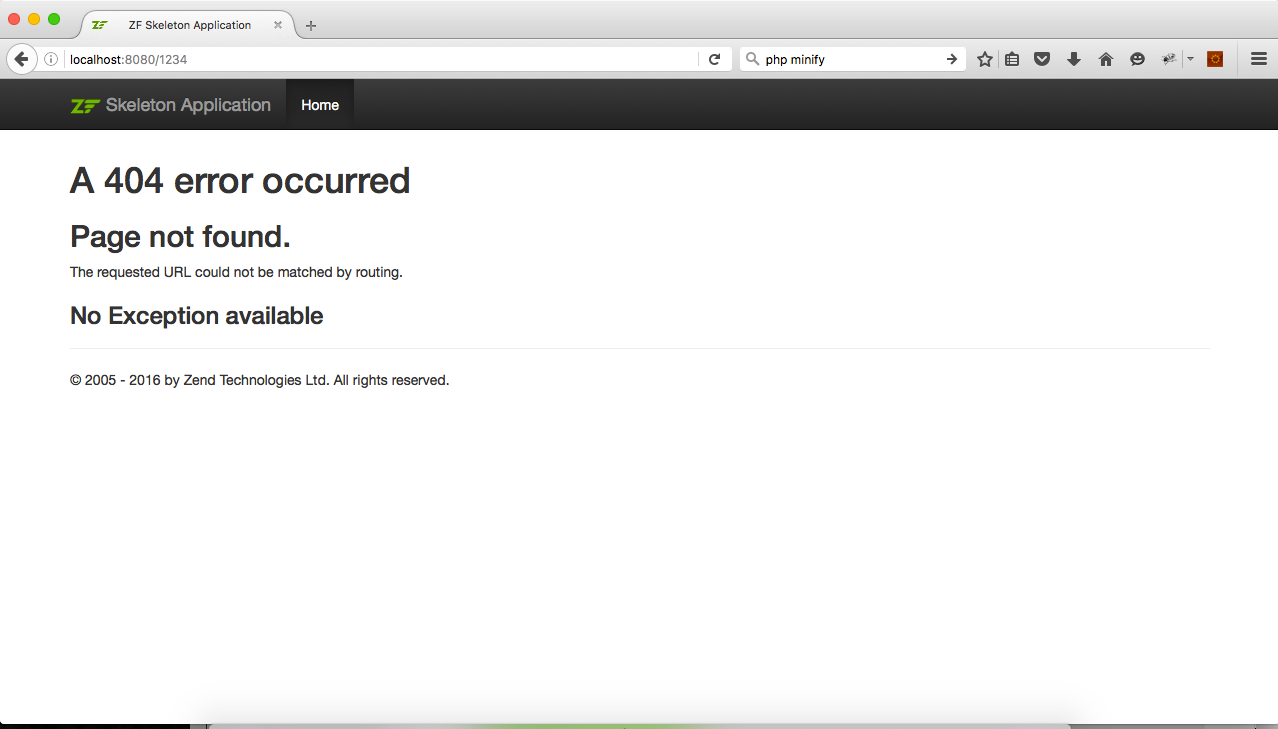 ZF Skeleton Application
localhost:8080/1234
php minify
ZF Skeleton Application
Home
A 404 error occurred
Page not found.
The requested URL could not be matched by routing.
No Exception available
© 2005 - 2016 by Zend Technologies Ltd. All rights reserved.